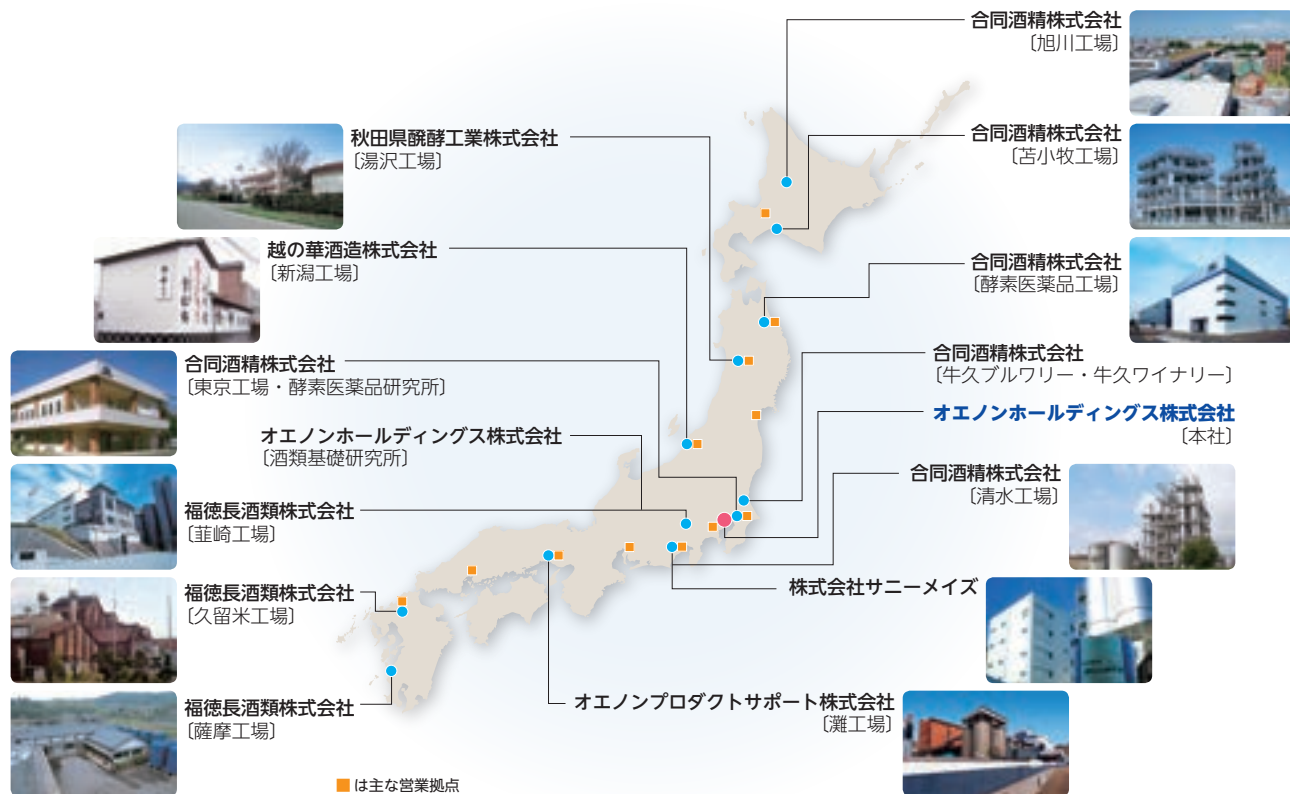 合同酒精株式会社
〔旭川工場〕
秋田県醗酵工業株式会社
〔湯沢工場〕
合同酒精株式会社
〔苫小牧工場〕
越の華酒造株式会社
〔新潟工場〕
合同酒精株式会社
〔酵素医薬品工場〕
合同酒精株式会社
〔東京工場・酵素医薬品研究所〕
合同酒精株式会社
〔牛久ブルワリー・牛久ワイナリー〕
オエノンホールディングス株式会社
〔本社〕
オエノンホールディングス株式会社
〔酒類基礎研究所〕
合同酒精株式会社
〔清水工場〕
福徳長酒類株式会社
〔韮崎工場〕
株式会社サニーメイズ
福徳長酒類株式会社
〔久留米工場〕
オエノンプロダクトサポート株式会社
〔灘工場〕
福徳長酒類株式会社
〔薩摩工場〕
は主な営業拠点